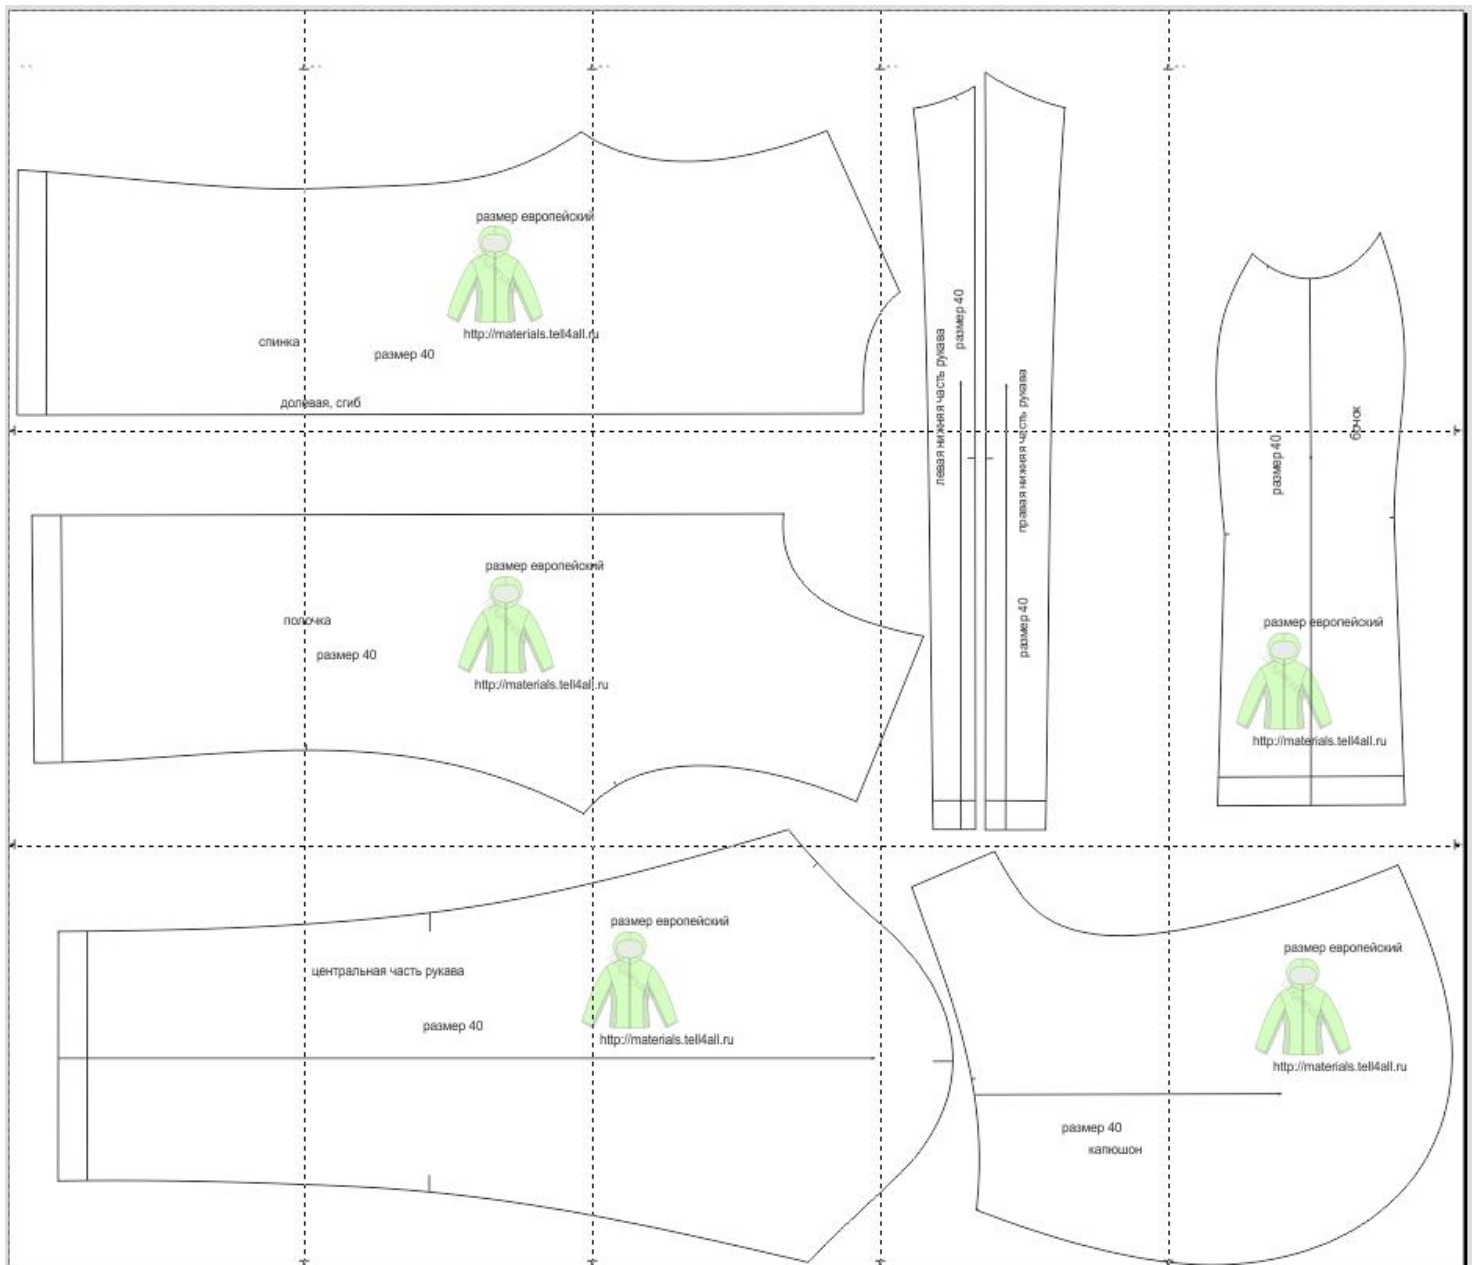 размер европейский
http://materials.tell4all.ru
спинка
размер 40
долевая, сгиб
левая нижняя часть рукава
размер 40
правая нижняя часть рукава
размер 40
размер 40
бочок
размер европейский
http://materials.tell4all.ru
размер европейский
полочка
размер 40
http://materials.tell4all.ru
размер европейский
центральная часть рукава
размер 40
http://materials.tell4all.ru
размер европейский
http://materials.tell4all.ru
размер 40
капюшон